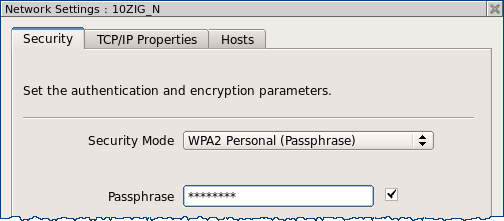 Network Settings : 10ZIG_N
Security TCP/IP Properties Hosts
Set the authentication and encryption parameters.
Security Mode WPA2 Personal (Passphrase)
Passphrase ********